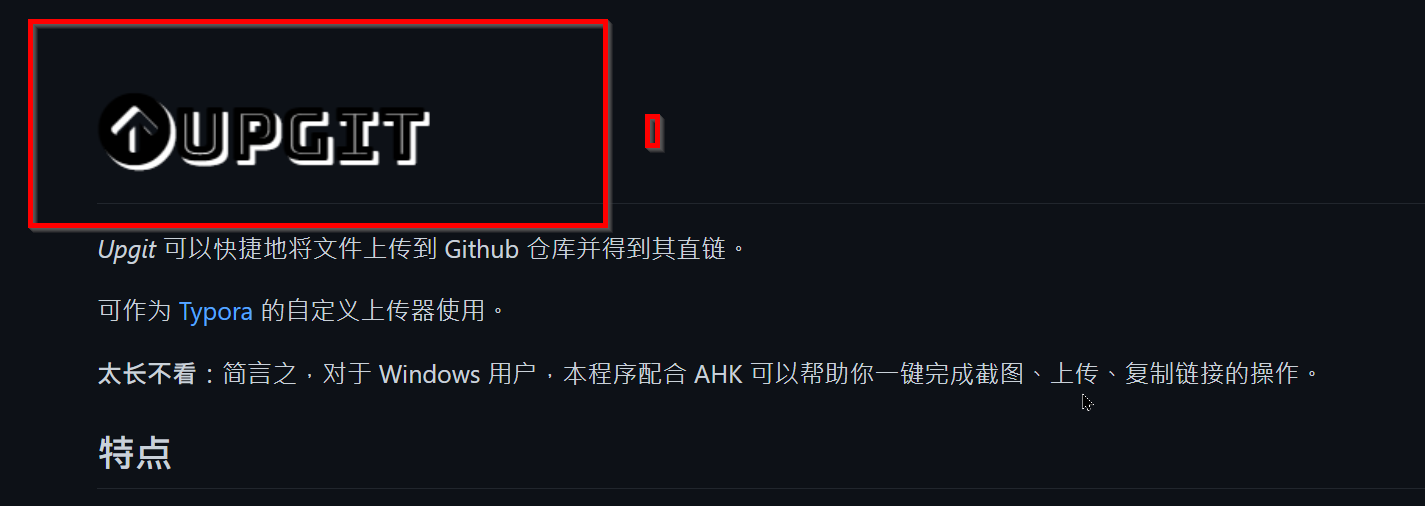 UPGIT
Upgit 可以快捷地将文件上传到 Github 仓库并得到其直链。
可作为 Typora 的自定义上传器使用。
太长不看：简言之，对于 Windows 用户，本程序配合 AHK 可以帮助你一键完成截图、上传、复制链接的操作。
特点